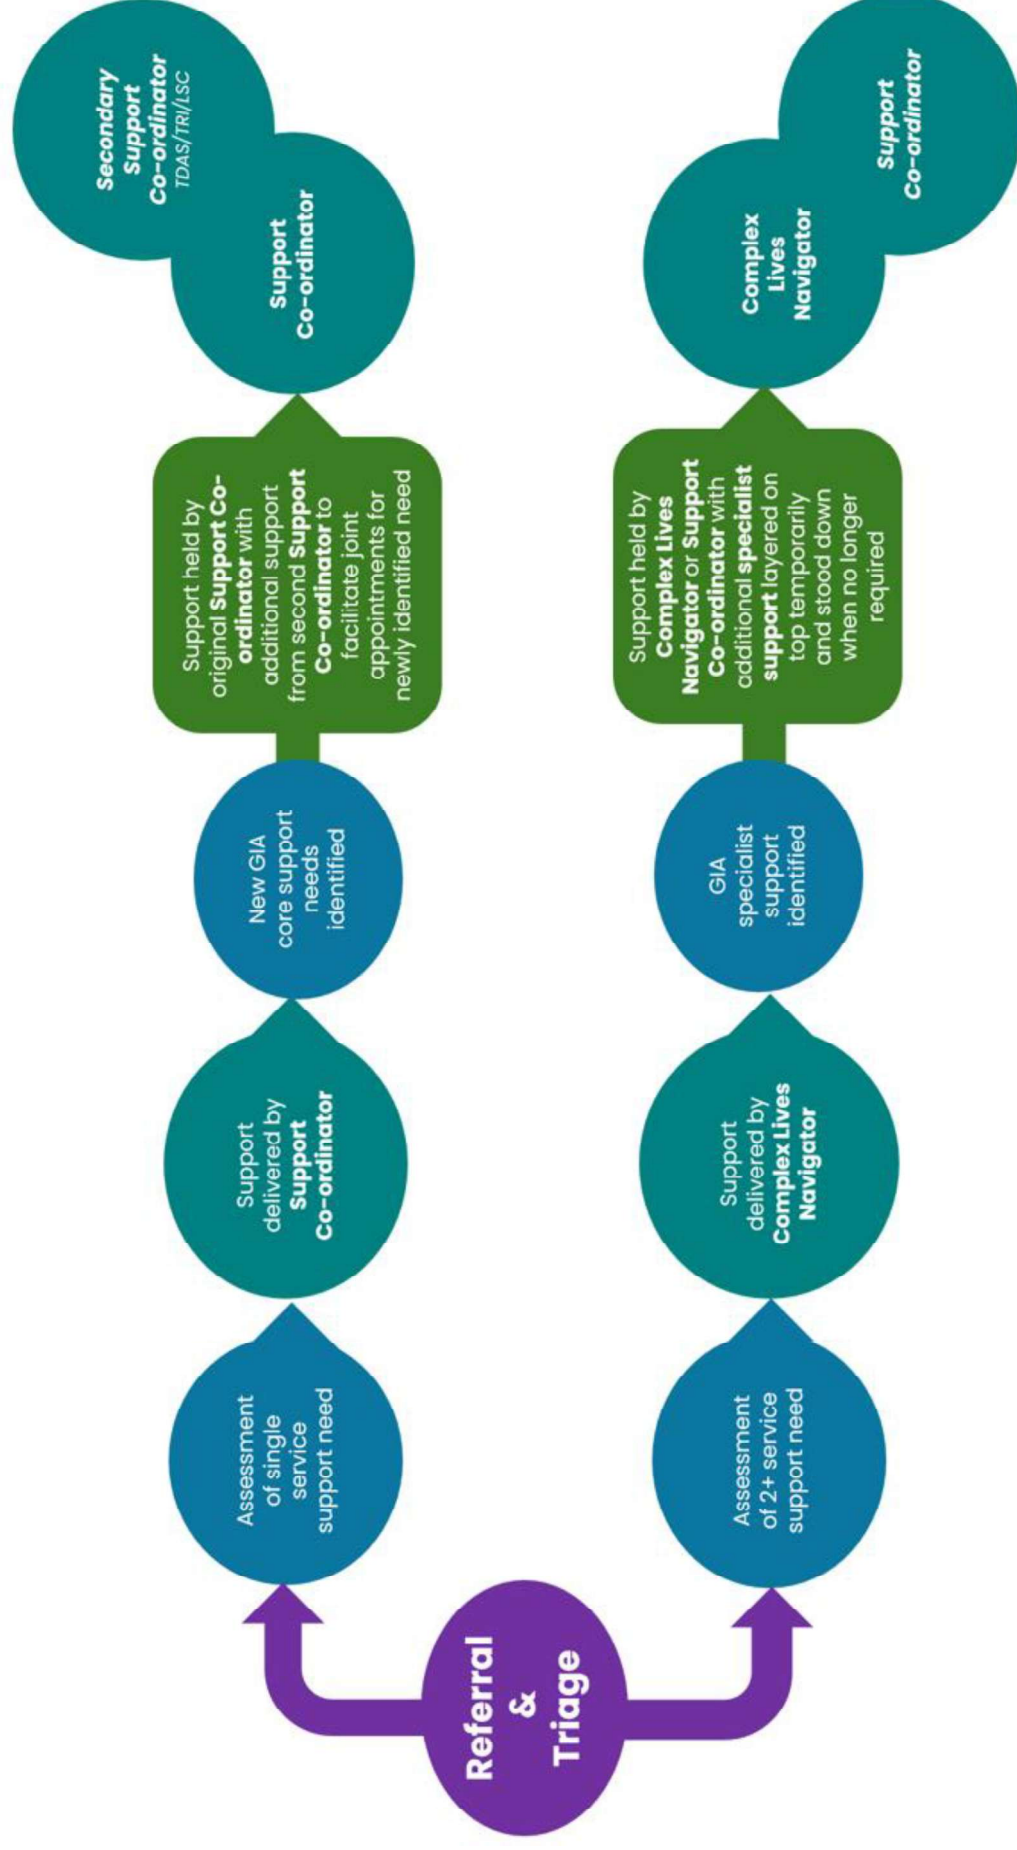 Referral
&
Triage
Assessment
of single
service
support need
Support
delivered by
Support
Co-ordinator
New GIA
core support
needs
identified
Support held by
original Support Co-
ordinator with
additional support
from second Support
Co-ordinator to
facilitate joint
appointments for
newly identified need
Support
Co-ordinator
Secondary
Support
Co-ordinator
TDAS/TRI/LSC
Assessment
of 2+ service
support need
Support
delivered by
Complex Lives
Navigator
GIA
specialist
support
identified
Support held by
Complex Lives
Navigator or Support
Co-ordinator with
additional specialist
support layered on
top temporarily
and stood down
when no longer
required
Complex
Lives
Navigator
Support
Co-ordinator